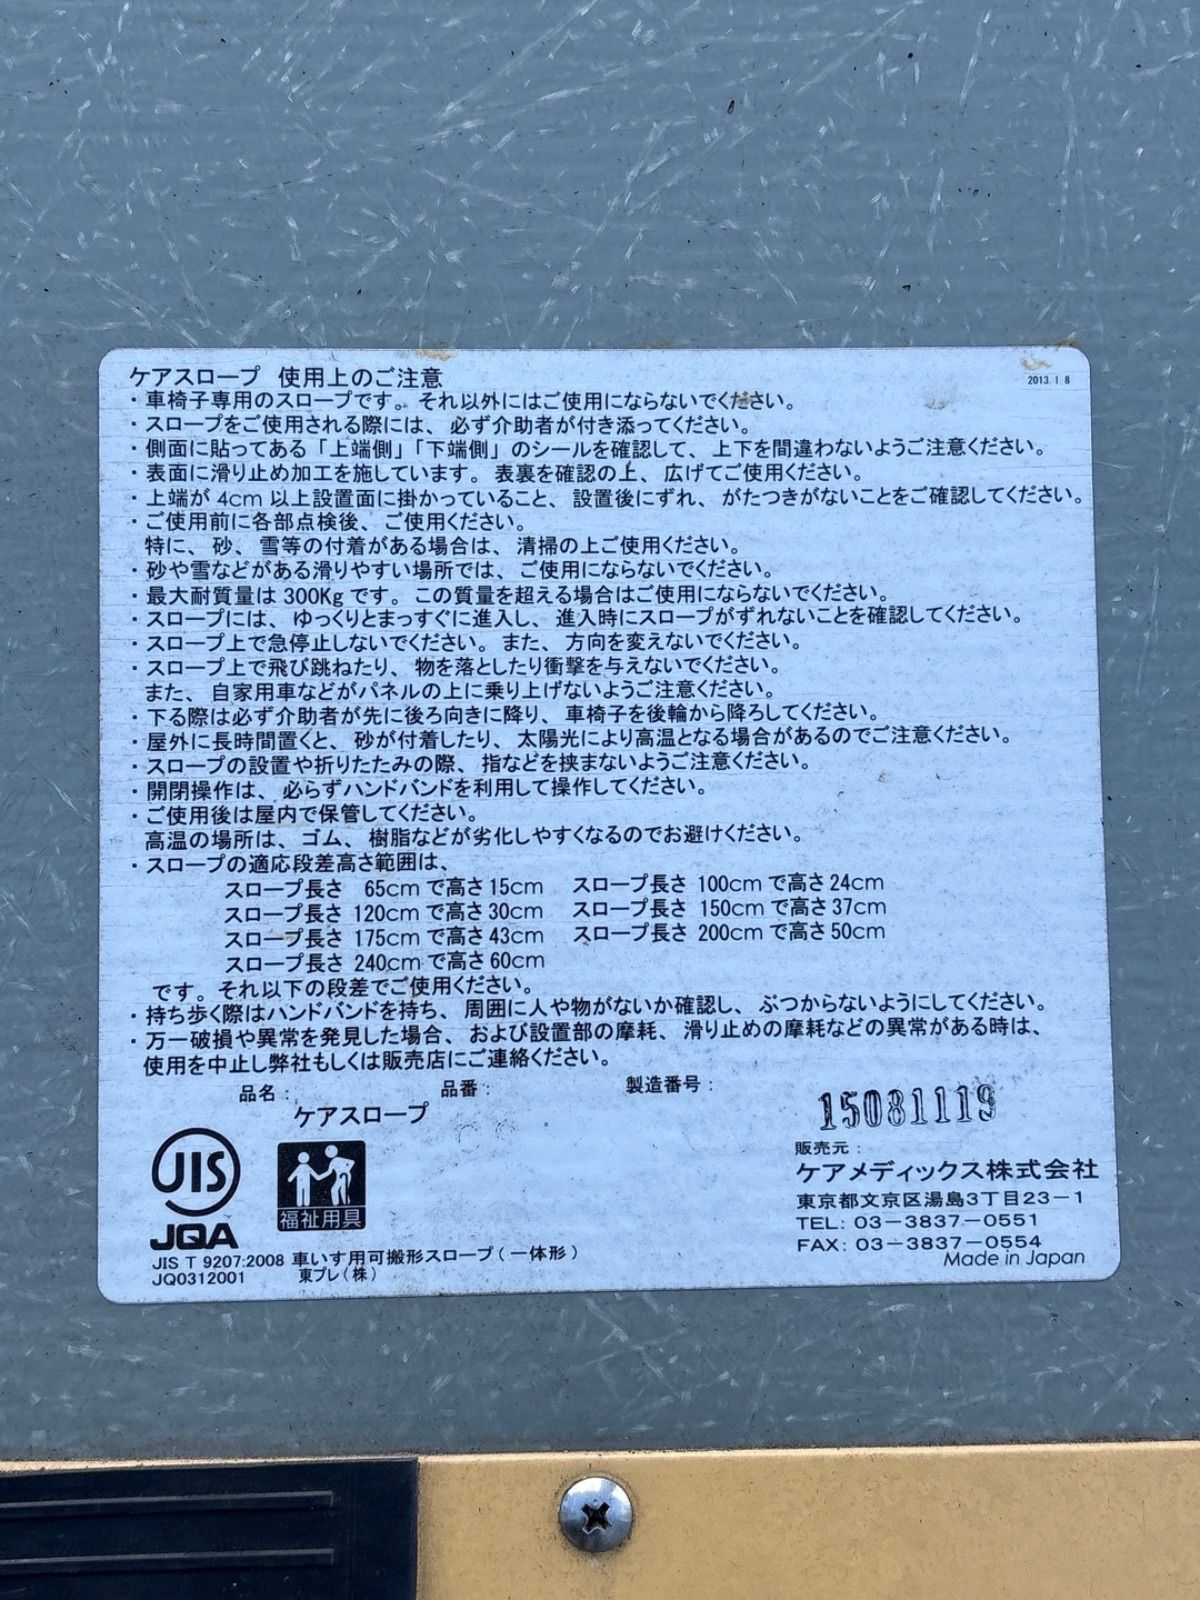 ケアスロープ 使用上のご注意
2013.1.8
・車椅子専用のスロープです。それ以外にはご使用にならないでください。
・スロープをご使用される際には、必ず介助者が付き添ってください。
・側面に貼ってある「上端側」「下端側」のシールを確認して、上下を間違わないようご注意ください。
・表面に滑り止め加工を施しています。表裏を確認の上、広げてご使用ください。
・上端が 4cm 以上設置面に掛かっていること、設置後にずれ、がたつきがないことをご確認してください。
・ご使用前に各部点検後、ご使用ください。
特に、砂、雪等の付着がある場合は、清掃の上ご使用ください。
・砂や雪などがある滑りやすい場所では、ご使用にならないでください。
・最大耐質量は 300Kg です。この質量を超える場合はご使用にならないでください。
・スロープには、ゆっくりとまっすぐに進入し、進入時にスロープがずれないことを確認してください。
・スロープ上で急停止しないでください。また、方向を変えないでください。
・スロープ上で飛び跳ねたり、物を落としたり衝撃を与えないでください。
また、自家用車などがパネルの上に乗り上げないようご注意ください。
・下る際は必ず介助者が先に後ろ向きに降り、車椅子を後輪から降ろしてください。
・屋外に長時間置くと、砂が付着したり、太陽光により高温となる場合があるのでご注意ください。
・スロープの設置や折りたたみの際、指などを挟まないようご注意ください。
・開閉操作は、必らずハンドバンドを利用して操作してください。
・ご使用後は屋内で保管してください。
高温の場所は、ゴム、樹脂などが劣化しやすくなるのでお避けください。
・スロープの適応段差高さ範囲は、
スロープ長さ 65cm で高さ 15cm スロープ長さ 100cm で高さ 24cm
スロープ長さ 120cm で高さ 30cm スロープ長さ 150cm で高さ 37cm
スロープ長さ 175cm で高さ 43cm スロープ長さ 200cm で高さ 50cm
スロープ長さ 240cm で高さ 60cm
です。それ以下の段差でご使用ください。
・持ち歩く際はハンドバンドを持ち、周囲に人や物がないか確認し、ぶつからないようにしてください。
・万一破損や異常を発見した場合、および設置部の摩耗、滑り止めの摩耗などの異常がある時は、
使用を中止し弊社もしくは販売店にご連絡ください。
品名： 品番： 製造番号：
ケアスロープ
15081119
JIS
JQA
福祉用具
JIS T 9207:2008 車いす用可搬形スロープ（一体形）
JQ0312001 東プレ（株）
販売元：
ケアメディックス株式会社
東京都文京区湯島3丁目23－1
TEL: 03－3837－0551
FAX: 03－3837－0554
Made in Japan